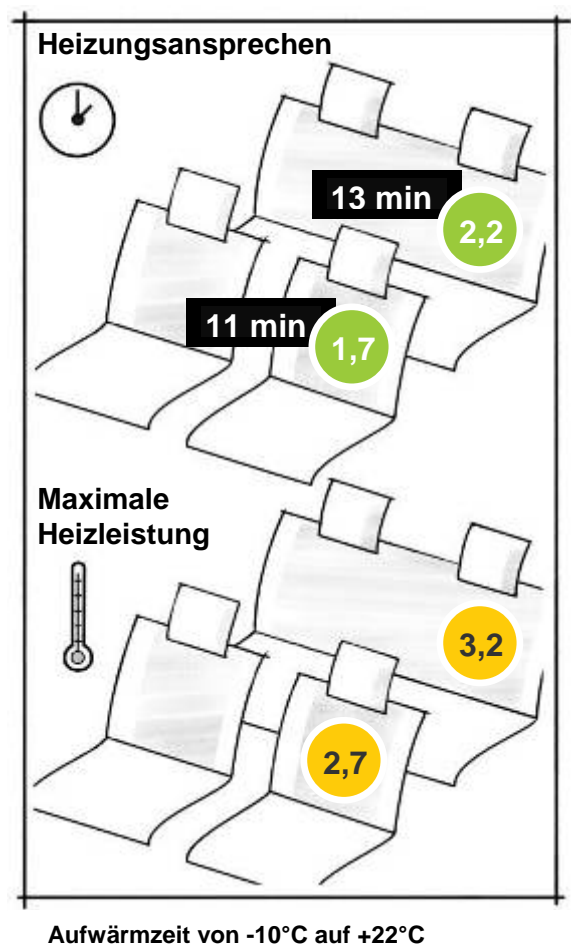 Heizungsansprechen
13 min
2,2
11 min
1,7
Maximale
Heizleistung
3,2
2,7
Aufwärmzeit von -10°C auf +22°C